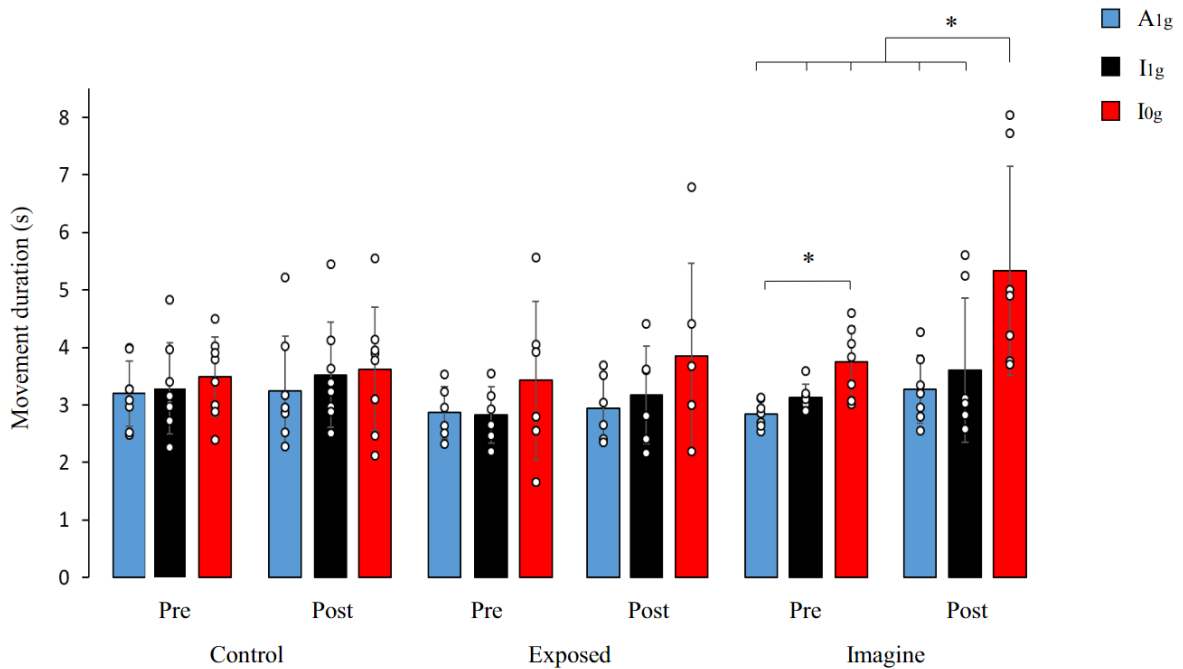 *
A1g
I1g
I0g
Movement duration (s)
8
7
6
5
4
3
2
1
0
*
Pre Post Pre Post Pre Post
Control Exposed Imagine